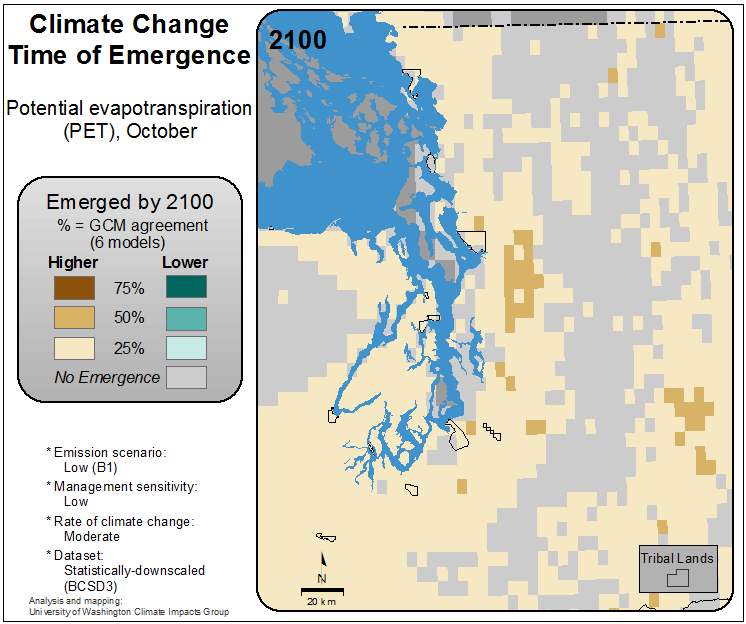 Climate Change
Time of Emergence
Potential evapotranspiration
(PET), October
Emerged by 2100
% = GCM agreement
(6 models)
Higher Lower
75%
50%
25%
No Emergence
* Emission scenario:
Low (B1)
* Management sensitivity:
Low
* Rate of climate change:
Moderate
* Dataset:
Statistically-downscaled
(BCSD3)
Analysis and mapping:
University of Washington Climate Impacts Group
2100
N
20 km
Tribal Lands